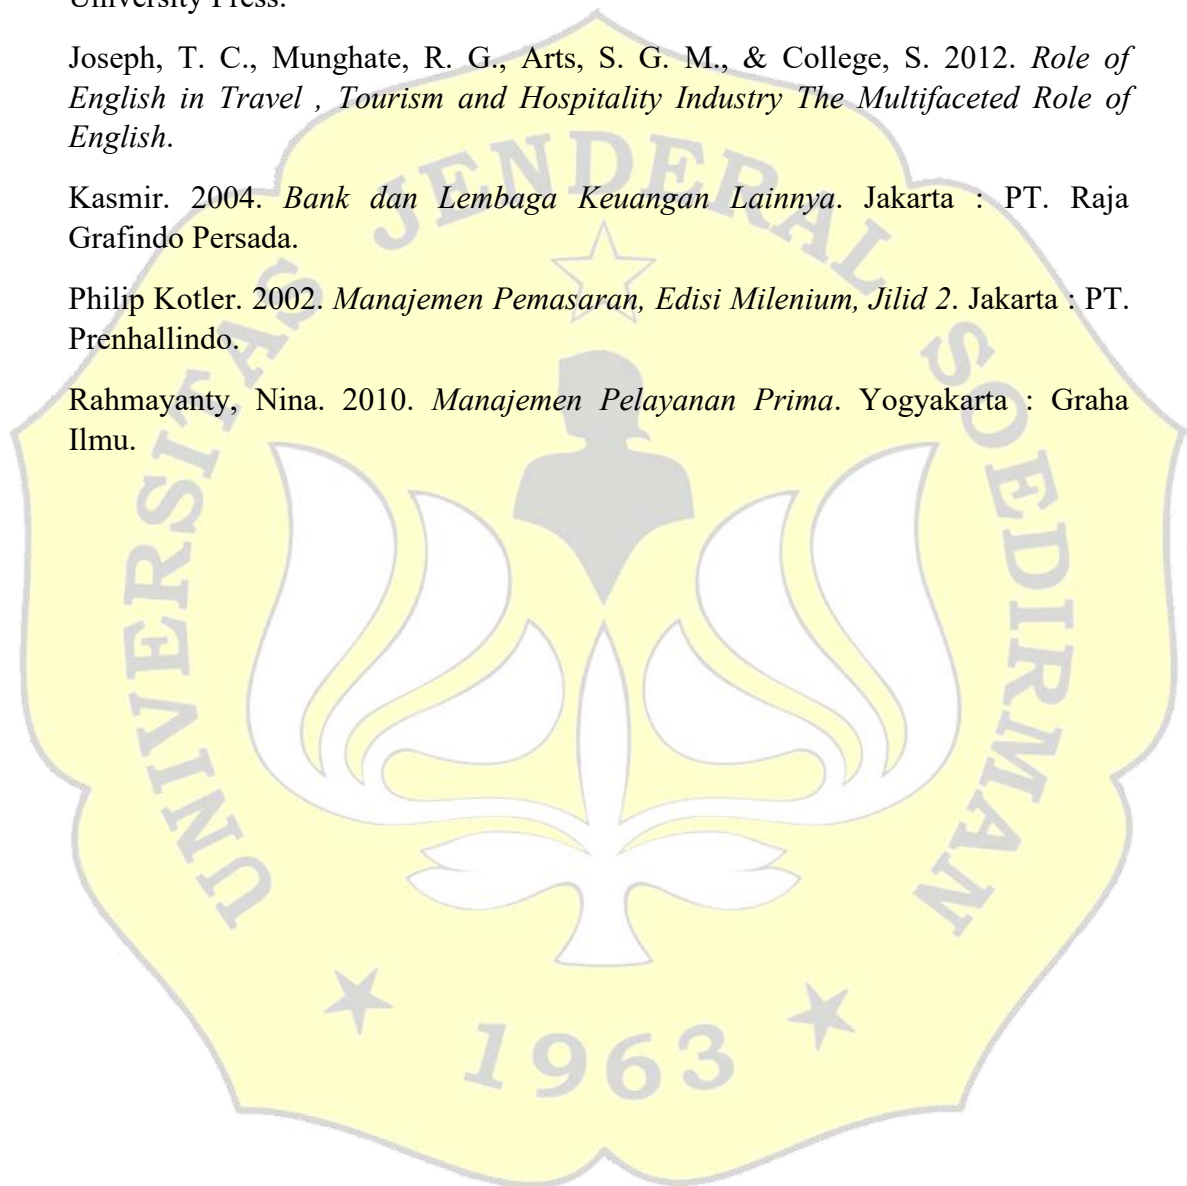 University Press.
Joseph, T. C., Munghate, R. G., Arts, S. G. M., & College, S. 2012. Role of
English in Travel , Tourism and Hospitality Industry The Multifaceted Role of
English.
Kasmir. 2004. Bank dan Lembaga Keuangan Lainnya. Jakarta : PT. Raja
Grafindo Persada.
Philip Kotler. 2002. Manajemen Pemasaran, Edisi Milenium, Jilid 2. Jakarta : PT.
Prenhallindo.
Rahmayanty, Nina. 2010. Manajemen Pelayanan Prima. Yogyakarta : Graha
Ilmu.
UNIVERSITAS JENDERAL SOEDIRMAN
1963